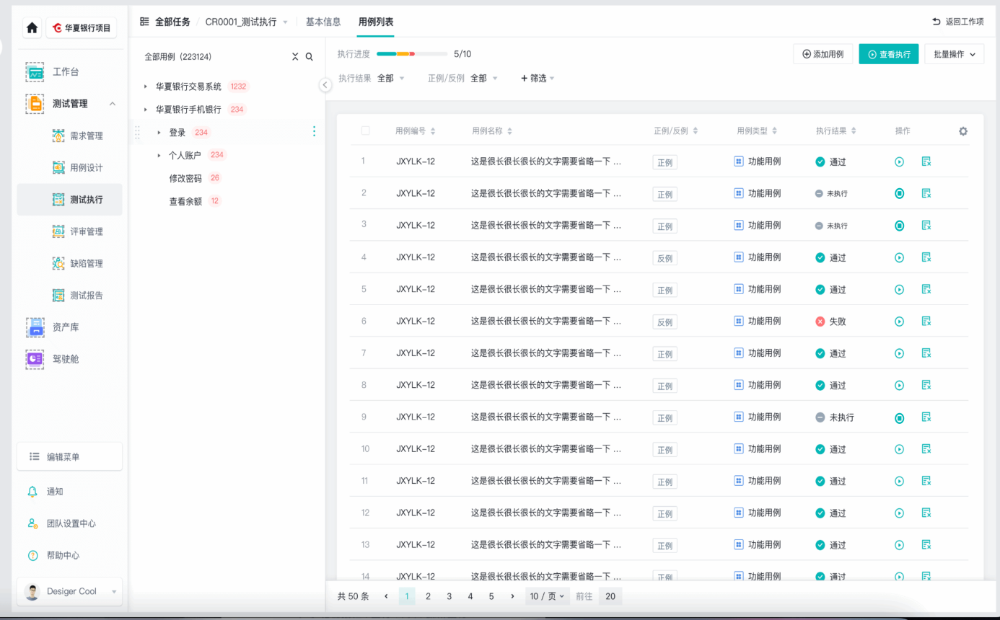 华夏银行项目
工作台
测试管理
需求管理
用例设计
测试执行
评审管理
缺陷管理
测试报告
资产库
驾驶舱
编辑菜单
通知
团队设置中心
帮助中心
Desiger Cool
全部任务 / CR0001_测试执行 基本信息 用例列表 返回工作项
全部用例（223124）
华夏银行交易系统 1232
华夏银行手机银行 234
登录 234
个人账户 234
修改密码 26
查看余额 12
执行进度 5/10 添加用例 查看执行 批量操作
执行结果 全部 正例/反例 全部 + 筛选
用例编号 用例名称 正例/反例 用例类型 执行结果 操作
1 JXYLK-12 这是很长很长很长的文字需要省略一下 ... 正例 功能用例 通过
2 JXYLK-12 这是很长很长很长的文字需要省略一下 ... 正例 功能用例 未执行
3 JXYLK-12 这是很长很长很长的文字需要省略一下 ... 正例 功能用例 未执行
4 JXYLK-12 这是很长很长很长的文字需要省略一下 ... 反例 功能用例 通过
5 JXYLK-12 这是很长很长很长的文字需要省略一下 ... 正例 功能用例 通过
6 JXYLK-12 这是很长很长很长的文字需要省略一下 ... 反例 功能用例 失败
7 JXYLK-12 这是很长很长很长的文字需要省略一下 ... 正例 功能用例 通过
8 JXYLK-12 这是很长很长很长的文字需要省略一下 ... 正例 功能用例 通过
9 JXYLK-12 这是很长很长很长的文字需要省略一下 ... 正例 功能用例 未执行
10 JXYLK-12 这是很长很长很长的文字需要省略一下 ... 正例 功能用例 通过
11 JXYLK-12 这是很长很长很长的文字需要省略一下 ... 正例 功能用例 通过
12 JXYLK-12 这是很长很长很长的文字需要省略一下 ... 正例 功能用例 通过
13 JXYLK-12 这是很长很长很长的文字需要省略一下 ... 正例 功能用例 通过
14 JXYLK-12 这是很长很长很长的文字需要省略一下 ... 正例 功能用例 通过
共 50 条 1 2 3 4 5 10 / 页 前往 20